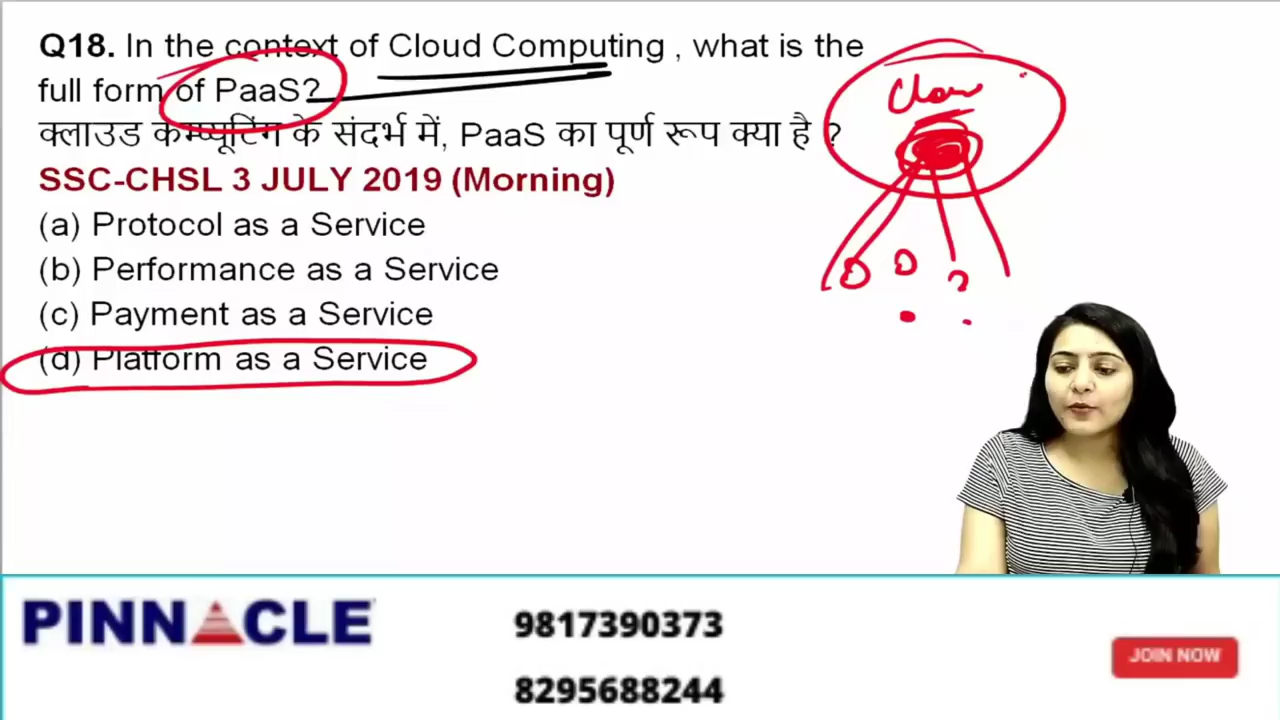 Q18. In the context of Cloud Computing , what is the
full form of PaaS?
क्लाउड कम्प्यूटिंग के संदर्भ में, PaaS का पूर्ण रूप क्या है ?
SSC-CHSL 3 JULY 2019 (Morning)
(a) Protocol as a Service
(b) Performance as a Service
(c) Payment as a Service
(d) Platform as a Service
PINNACLE
9817390373
8295688244
JOIN NOW